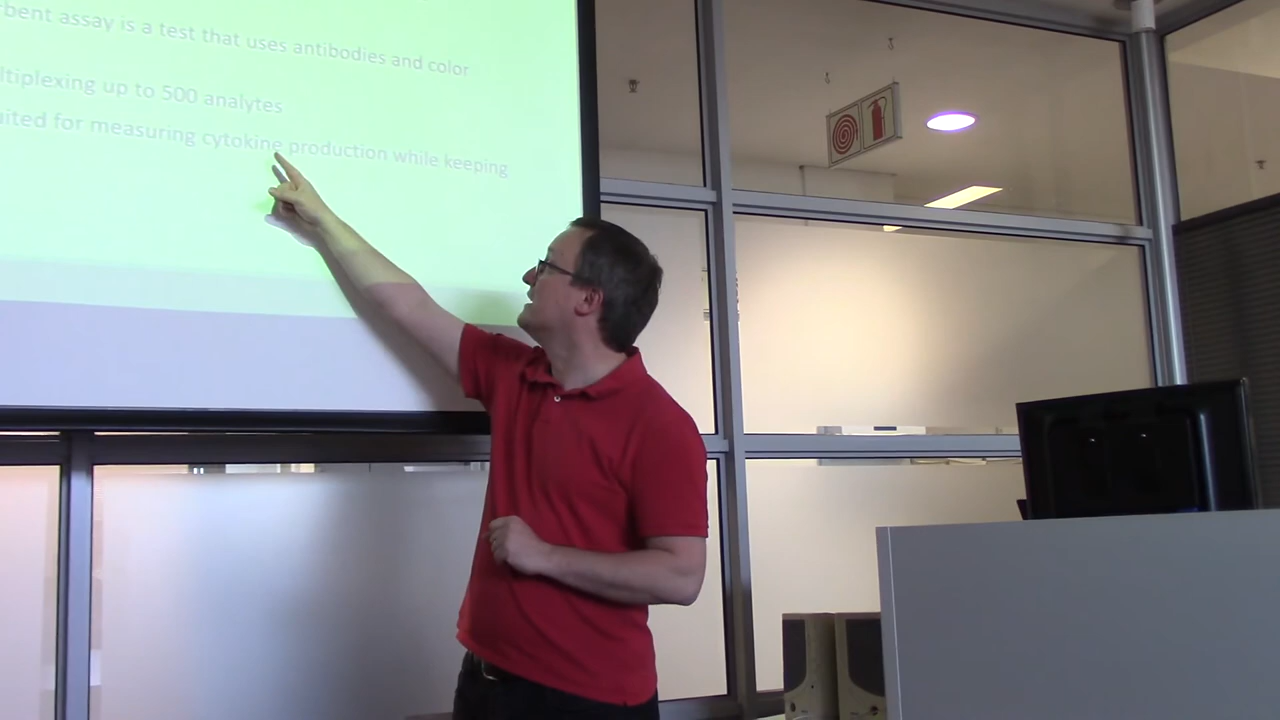 rbent assay is a test that uses antibodies and color
ltiplexing up to 500 analytes
uited for measuring cytokine production while keeping